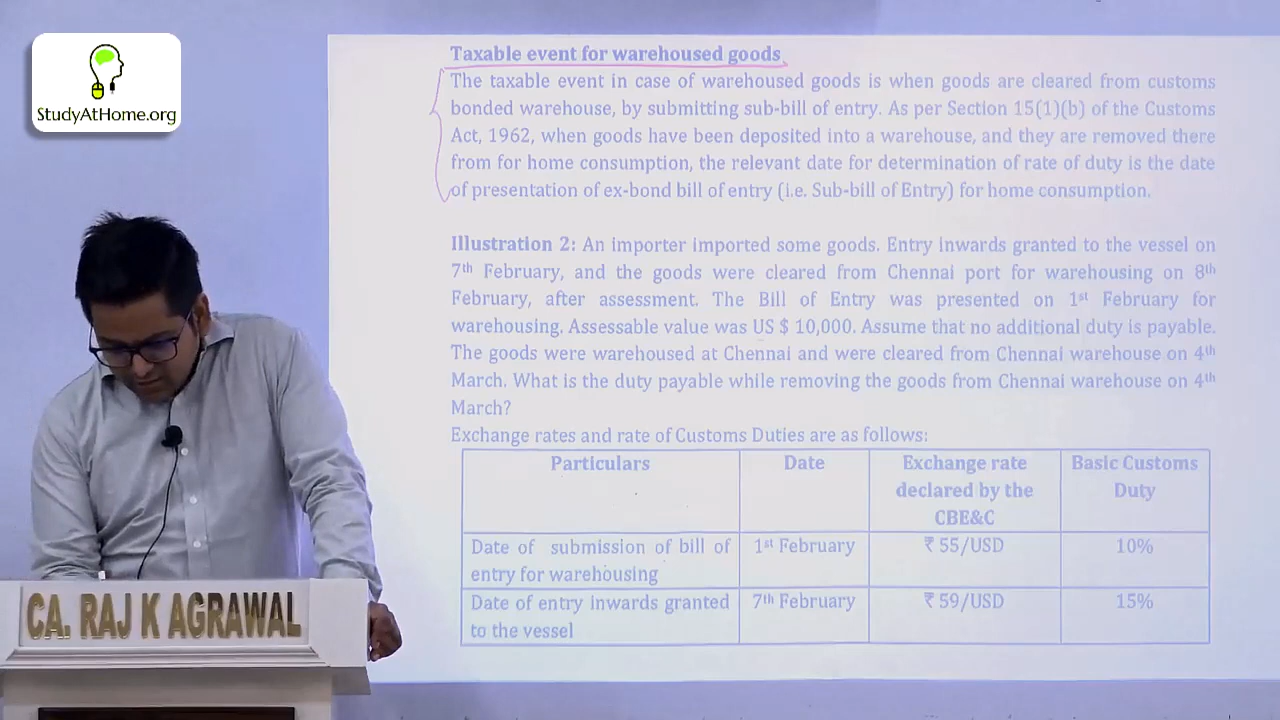 StudyAtHome.org
Taxable event for warehoused goods
The taxable event in case of warehoused goods is when goods are cleared from customs
bonded warehouse, by submitting sub-bill of entry. As per Section 15(1)(b) of the Customs
Act, 1962, when goods have been deposited into a warehouse, and they are removed there
from for home consumption, the relevant date for determination of rate of duty is the date
of presentation of ex-bond bill of entry (i.e. Sub-bill of Entry) for home consumption.
Illustration 2: An importer imported some goods. Entry inwards granted to the vessel on
7th February, and the goods were cleared from Chennai port for warehousing on 8th
February, after assessment. The Bill of Entry was presented on 1st February for
warehousing. Assessable value was US $ 10,000. Assume that no additional duty is payable.
The goods were warehoused at Chennai and were cleared from Chennai warehouse on 4th
March. What is the duty payable while removing the goods from Chennai warehouse on 4th
March?
Exchange rates and rate of Customs Duties are as follows:
Particulars Date Exchange rate Basic Customs
declared by the Duty
CBE&C
Date of submission of bill of 1st February ₹ 55/USD 10%
entry for warehousing
Date of entry inwards granted 7th February ₹ 59/USD 15%
to the vessel
CA. RAJ K AGRAWAL